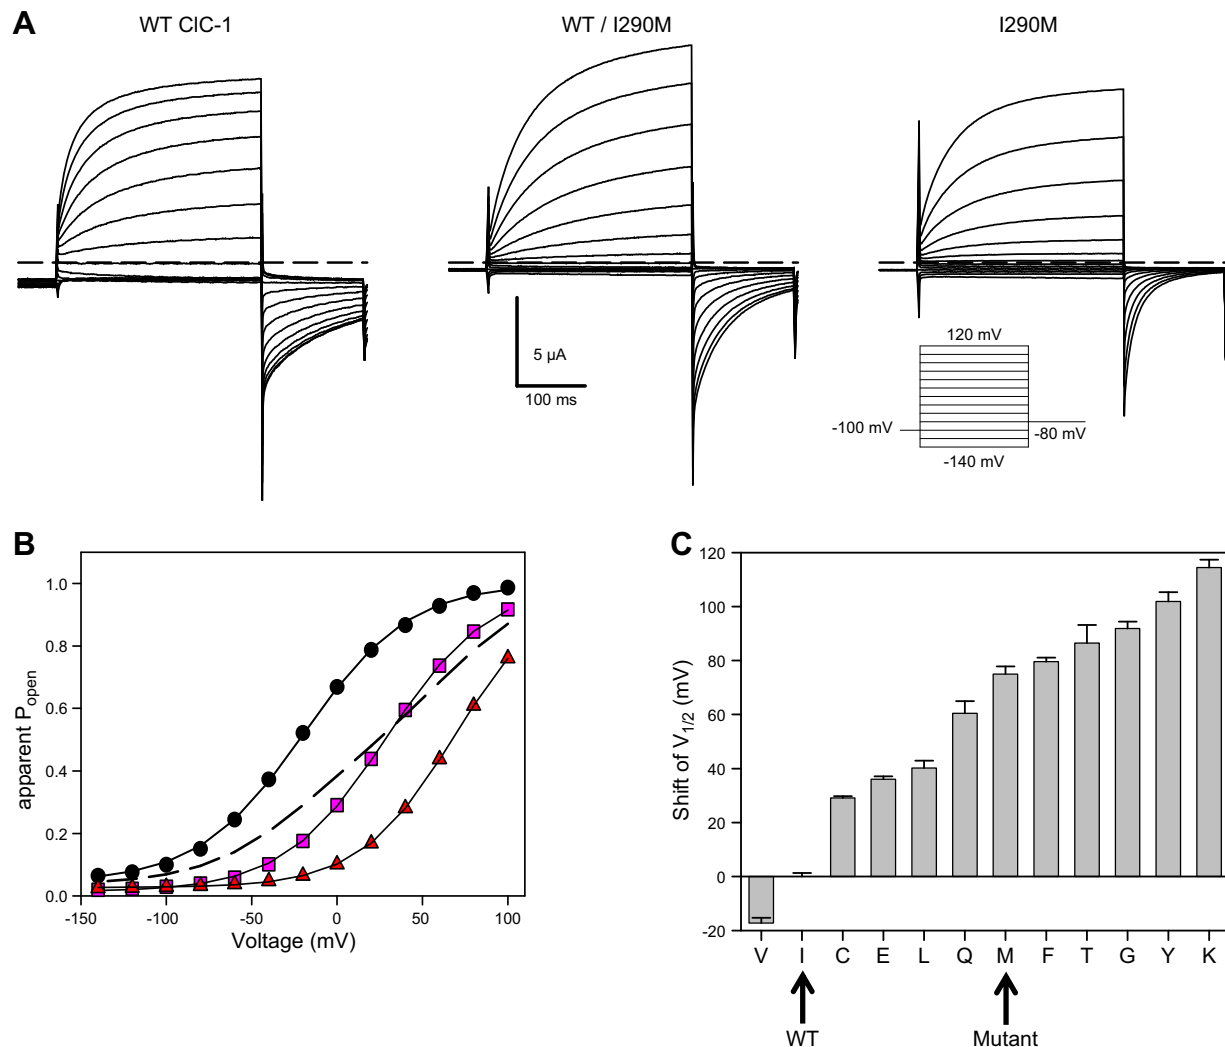 A
WT ClC-1
WT / I290M
I290M
5 µA
100 ms
120 mV
-100 mV
-80 mV
-140 mV
B
apparent Popen
1.0
0.8
0.6
0.4
0.2
0.0
-150
-100
-50
0
50
100
Voltage (mV)
C
Shift of V1/2 (mV)
120
100
80
60
40
20
0
-20
V I C E L Q M F T G Y K
WT
Mutant